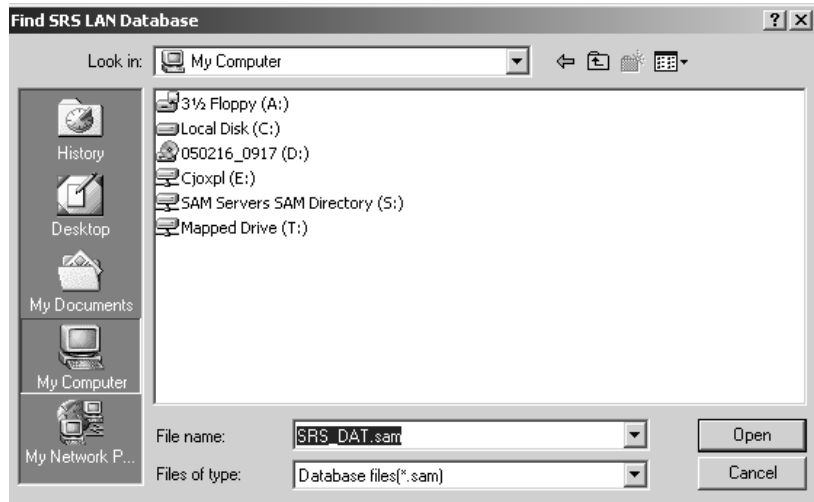 Find SRS LAN Database
Look in: My Computer
History
Desktop
My Documents
My Computer
My Network P...
3½ Floppy (A:)
Local Disk (C:)
050216_0917 (D:)
Cjoxpl (E:)
SAM Servers SAM Directory (S:)
Mapped Drive (T:)
File name: SRS_DAT.sam
Open
Files of type: Database files(*.sam)
Cancel